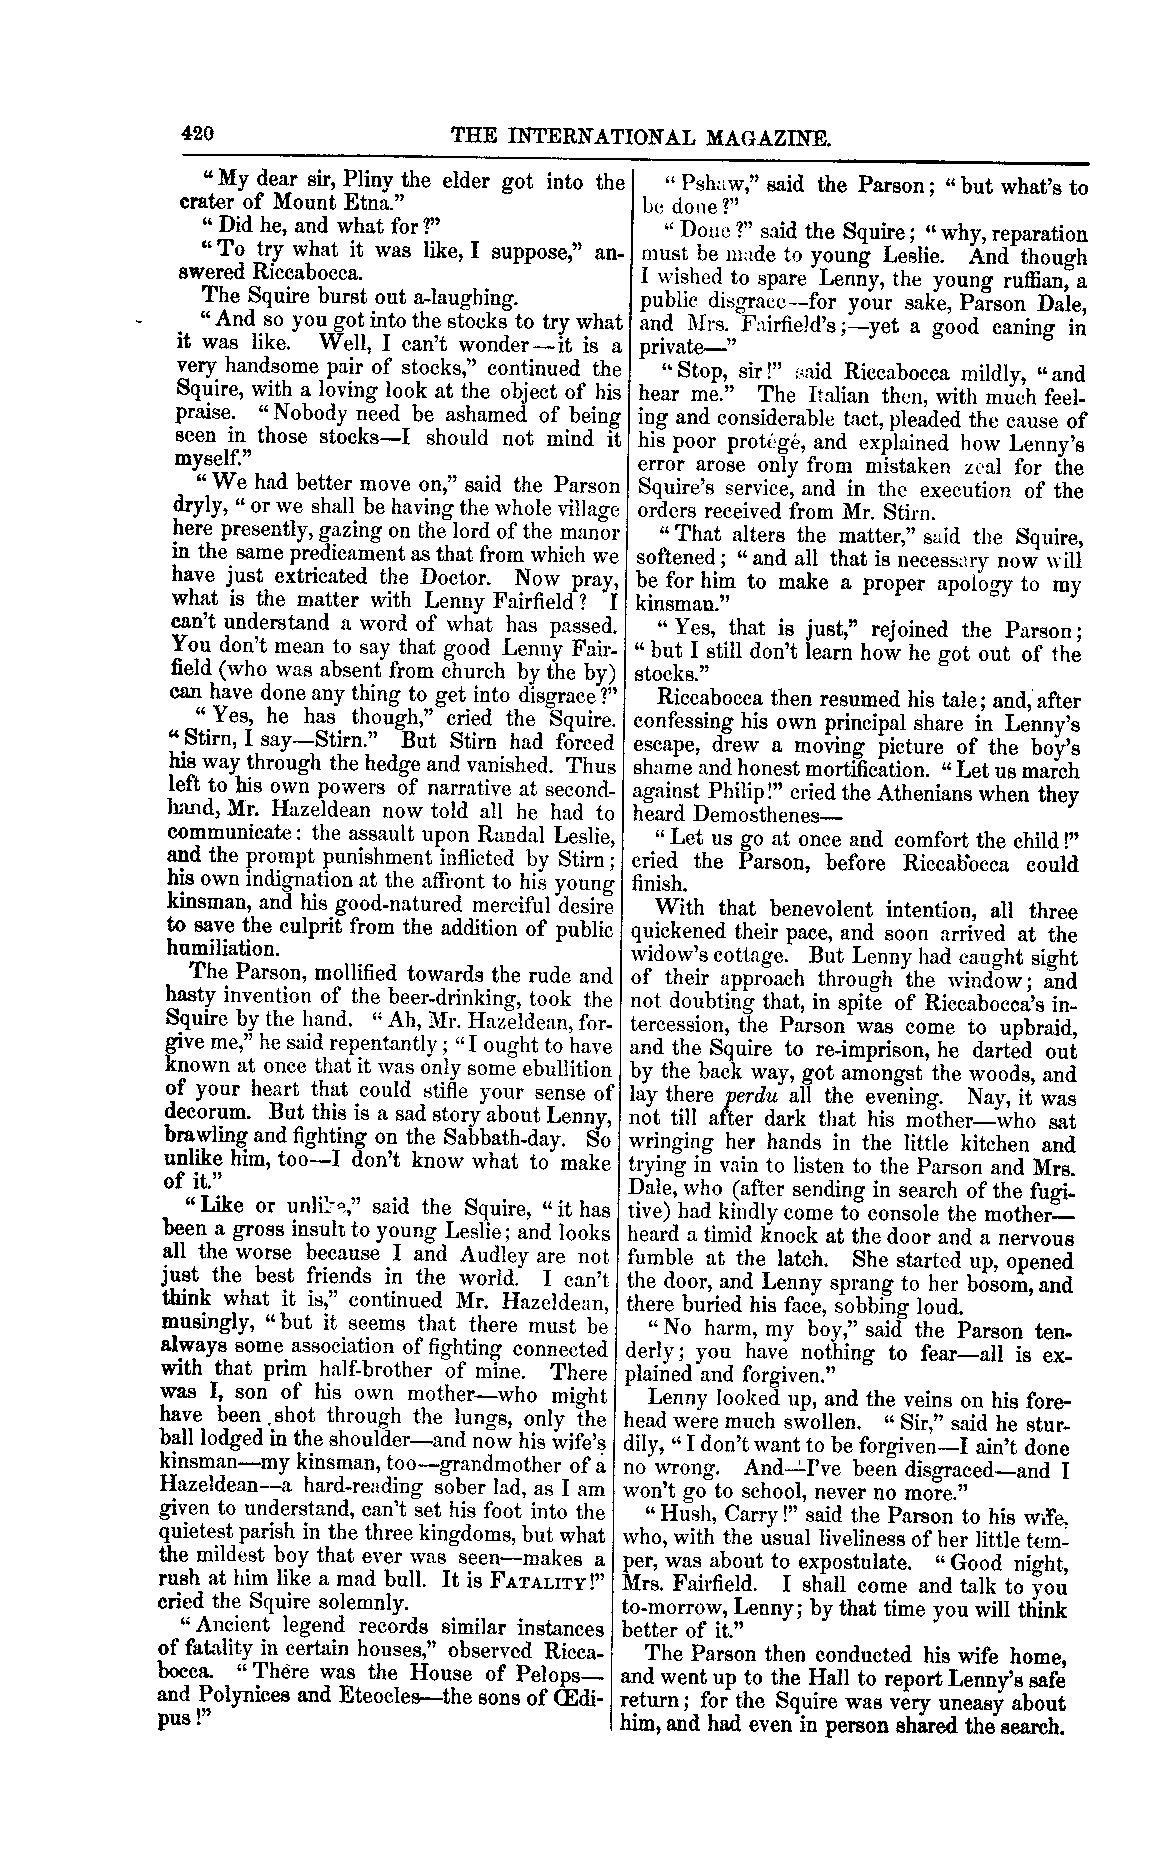 420 THE INTERNATIONAL MAGAZINE.
“My dear sir, Pliny the elder got into the
crater of Mount Etna.”
“Did he, and what for?”
“To try what it was like, I suppose,” an-
swered Riccabocca.
The Squire burst out a-laughing.
“And so you got into the stocks to try what
it was like. Well, I can't wonder—it is a
very handsome pair of stocks,” continued the
Squire, with a loving look at the object of his
praise. “Nobody need be ashamed of being
seen in those stocks—I should not mind it
myself.”
“We had better move on,” said the Parson
dryly, “or we shall be having the whole village
here presently, gazing on the lord of the manor
in the same predicament as that from which we
have just extricated the Doctor. Now pray,
what is the matter with Lenny Fairfield? I
can't understand a word of what has passed.
You don't mean to say that good Lenny Fair-
field (who was absent from church by the by)
can have done any thing to get into disgrace?”
“Yes, he has though,” cried the Squire.
“Stirn, I say—Stirn.” But Stirn had forced
his way through the hedge and vanished. Thus
left to his own powers of narrative at second-
hand, Mr. Hazeldean now told all he had to
communicate: the assault upon Randal Leslie,
and the prompt punishment inflicted by Stirn;
his own indignation at the affront to his young
kinsman, and his good-natured merciful desire
to save the culprit from the addition of public
humiliation.
The Parson, mollified towards the rude and
hasty invention of the beer-drinking, took the
Squire by the hand. “Ah, Mr. Hazeldean, for-
give me,” he said repentantly; “I ought to have
known at once that it was only some ebullition
of your heart that could stifle your sense of
decorum. But this is a sad story about Lenny,
brawling and fighting on the Sabbath-day. So
unlike him, too—I don't know what to make
of it.”
“Like or unlike,” said the Squire, “it has
been a gross insult to young Leslie; and looks
all the worse because I and Audley are not
just the best friends in the world. I can't
think what it is,” continued Mr. Hazeldean,
musingly, “but it seems that there must be
always some association of fighting connected
with that prim half-brother of mine. There
was I, son of his own mother—who might
have been shot through the lungs, only the
ball lodged in the shoulder—and now his wife's
kinsman—my kinsman, too—grandmother of a
Hazeldean—a hard-reading sober lad, as I am
given to understand, can't set his foot into the
quietest parish in the three kingdoms, but what
the mildest boy that ever was seen—makes a
rush at him like a mad bull. It is FATALITY!”
cried the Squire solemnly.
“Ancient legend records similar instances
of fatality in certain houses,” observed Ricca-
bocca. “There was the House of Pelops—
and Polynices and Eteocles—the sons of Œdi-
pus!”
“Pshaw,” said the Parson; “but what's to
be done?”
“Done?” said the Squire; “why, reparation
must be made to young Leslie. And though
I wished to spare Lenny, the young ruffian, a
public disgrace—for your sake, Parson Dale,
and Mrs. Fairfield's;—yet a good caning in
private—”
“Stop, sir!” said Riccabocca mildly, “and
hear me.” The Italian then, with much feel-
ing and considerable tact, pleaded the cause of
his poor protégé, and explained how Lenny's
error arose only from mistaken zeal for the
Squire's service, and in the execution of the
orders received from Mr. Stirn.
“That alters the matter,” said the Squire,
softened; “and all that is necessary now will
be for him to make a proper apology to my
kinsman.”
“Yes, that is just,” rejoined the Parson;
“but I still don't learn how he got out of the
stocks.”
Riccabocca then resumed his tale; and, after
confessing his own principal share in Lenny's
escape, drew a moving picture of the boy's
shame and honest mortification. “Let us march
against Philip!” cried the Athenians when they
heard Demosthenes—
“Let us go at once and comfort the child!”
cried the Parson, before Riccabocca could
finish.
With that benevolent intention, all three
quickened their pace, and soon arrived at the
widow's cottage. But Lenny had caught sight
of their approach through the window; and
not doubting that, in spite of Riccabocca's in-
tercession, the Parson was come to upbraid,
and the Squire to re-imprison, he darted out
by the back way, got amongst the woods, and
lay there perdu all the evening. Nay, it was
not till after dark that his mother—who sat
wringing her hands in the little kitchen and
trying in vain to listen to the Parson and Mrs.
Dale, who (after sending in search of the fugi-
tive) had kindly come to console the mother—
heard a timid knock at the door and a nervous
fumble at the latch. She started up, opened
the door, and Lenny sprang to her bosom, and
there buried his face, sobbing loud.
“No harm, my boy,” said the Parson ten-
derly; you have nothing to fear—all is ex-
plained and forgiven.”
Lenny looked up, and the veins on his fore-
head were much swollen. “Sir,” said he stur-
dily, “I don't want to be forgiven—I ain't done
no wrong. And—I've been disgraced—and I
won't go to school, never no more.”
“Hush, Carry!” said the Parson to his wife,
who, with the usual liveliness of her little tem-
per, was about to expostulate. “Good night,
Mrs. Fairfield. I shall come and talk to you
to-morrow, Lenny; by that time you will think
better of it.”
The Parson then conducted his wife home,
and went up to the Hall to report Lenny's safe
return; for the Squire was very uneasy about
him, and had even in person shared the search.